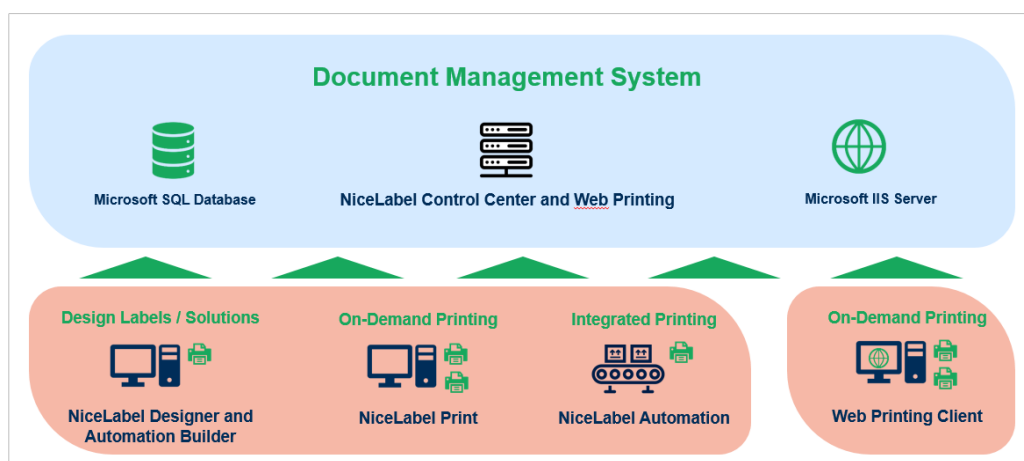 Document Management System
Microsoft SQL Database
NiceLabel Control Center and Web Printing
Microsoft IIS Server
Design Labels / Solutions
On-Demand Printing
Integrated Printing
On-Demand Printing
NiceLabel Designer and
Automation Builder
NiceLabel Print
NiceLabel Automation
Web Printing Client